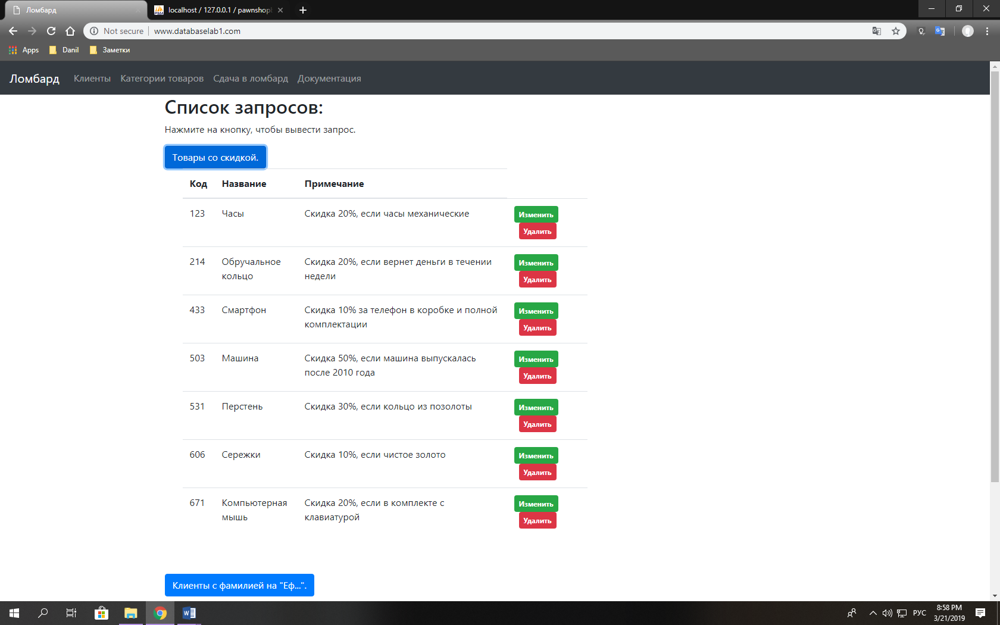 Ломбард
localhost / 127.0.0.1 / pawnshop
Not secure
www.databaselab1.com
Apps
Danil
Заметки
Ломбард
Клиенты
Категории товаров
Сдача в ломбард
Документация
Список запросов:
Нажмите на кнопку, чтобы вывести запрос.
Товары со скидкой.
Код Название Примечание
123 Часы Скидка 20%, если часы механические Изменить
Удалить
214 Обручальное Скидка 20%, если вернет деньги в течении Изменить
кольцо недели Удалить
433 Смартфон Скидка 10% за телефон в коробке и полной Изменить
комплектации Удалить
503 Машина Скидка 50%, если машина выпускалась Изменить
после 2010 года Удалить
531 Перстень Скидка 30%, если кольцо из позолоты Изменить
Удалить
606 Сережки Скидка 10%, если чистое золото Изменить
Удалить
671 Компьютерная Скидка 20%, если в комплекте с Изменить
мышь клавиатурой Удалить
Клиенты с фамилией на "Еф...".
РУС
8:58 PM
3/21/2019